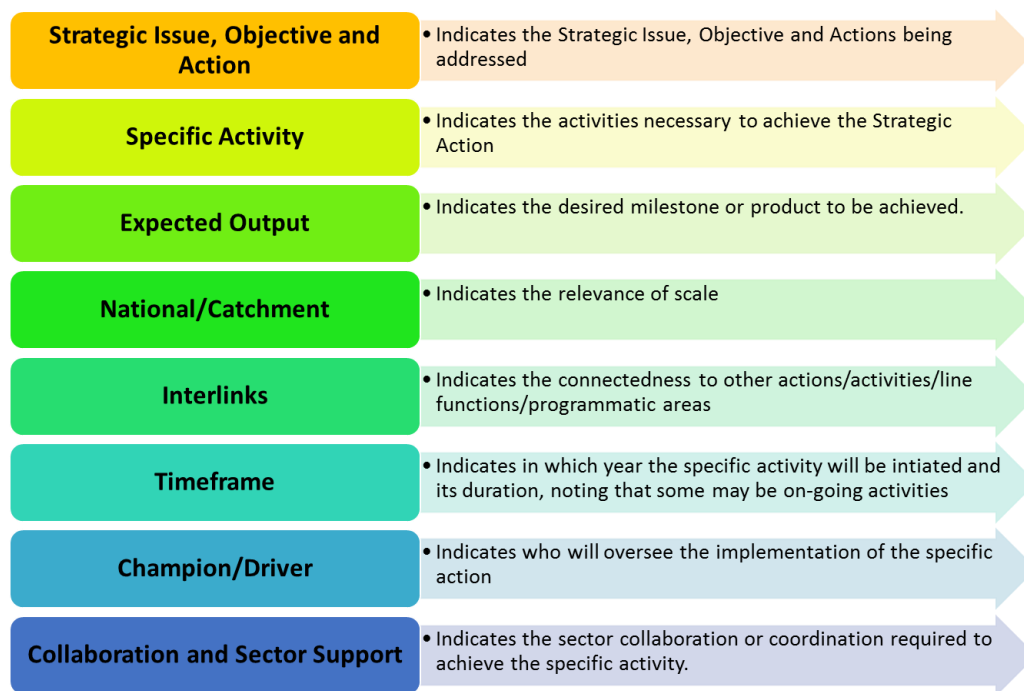 Strategic Issue, Objective and
Action
• Indicates the Strategic Issue, Objective and Actions being
addressed
Specific Activity
• Indicates the activities necessary to achieve the Strategic
Action
Expected Output
• Indicates the desired milestone or product to be achieved.
National/Catchment
• Indicates the relevance of scale
Interlinks
• Indicates the connectedness to other actions/activities/line
functions/programmatic areas
Timeframe
• Indicates in which year the specific activity will be intiated and
its duration, noting that some may be on-going activities
Champion/Driver
• Indicates who will oversee the implementation of the specific
action
Collaboration and Sector Support
• Indicates the sector collaboration or coordination required to
achieve the specific activity.